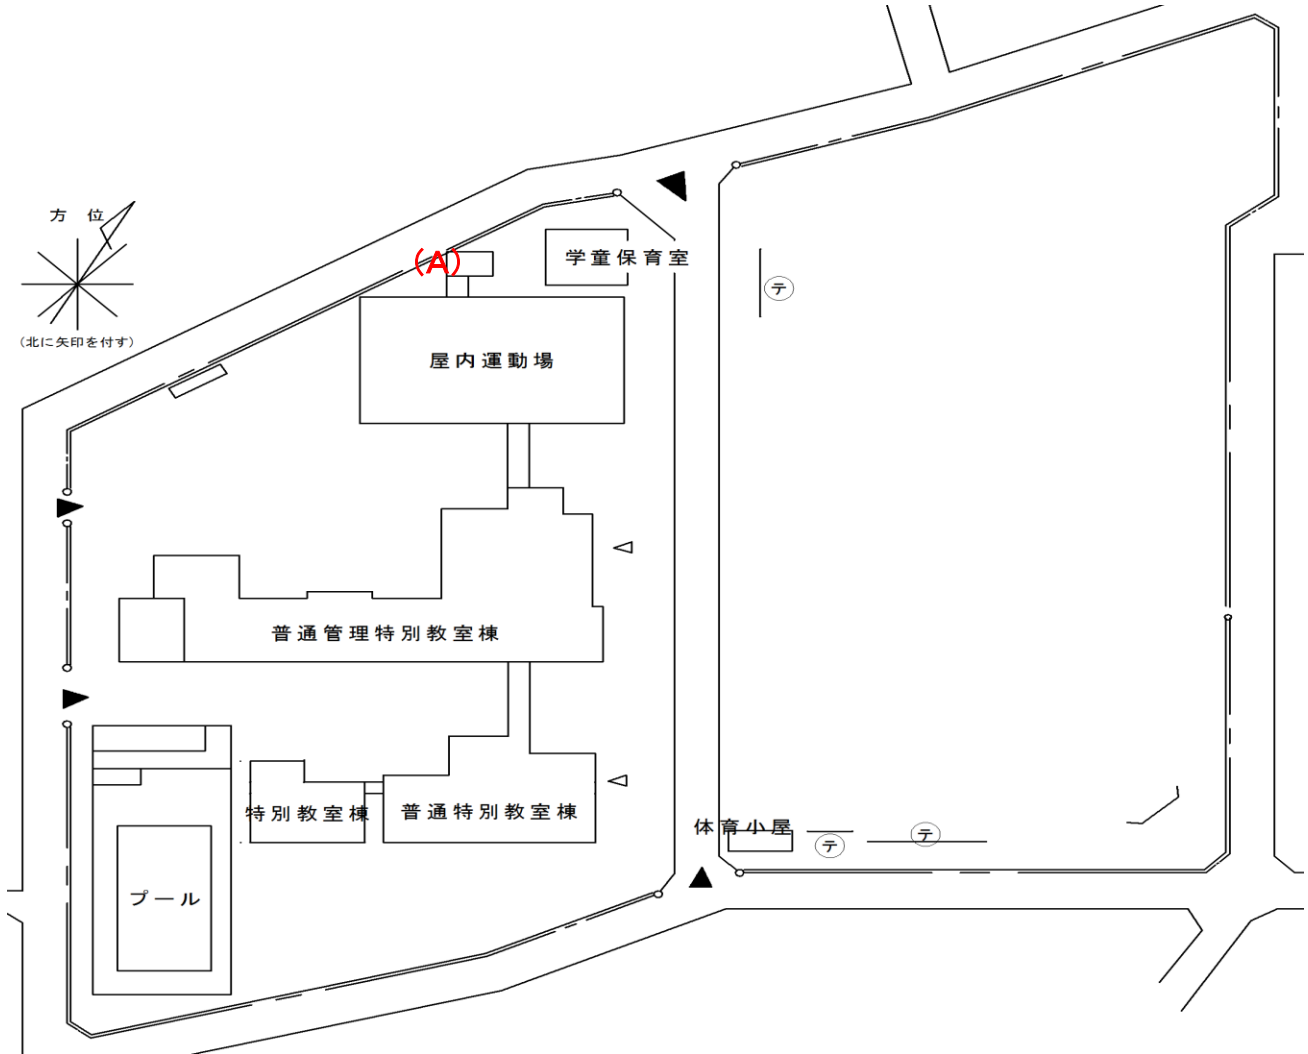 方位
(A)
学童保育室
テ
(北に矢印を付す)
屋内運動場
普通管理特別教室棟
特別教室棟
普通特別教室棟
体育小屋
テ
テ
プール